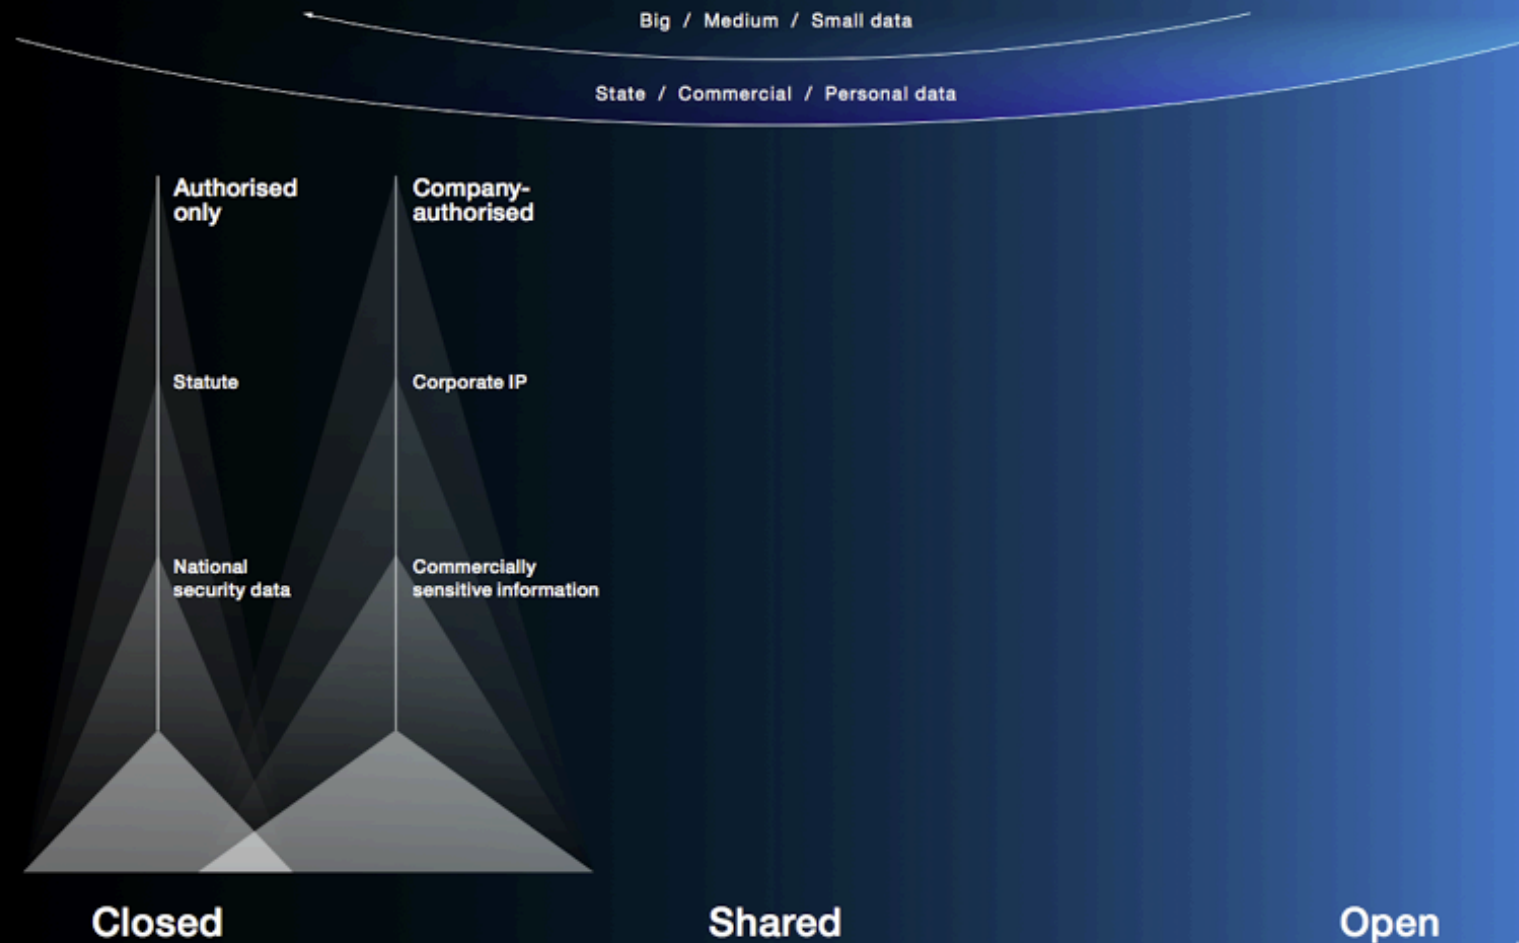 Big / Medium / Small data
State / Commercial / Personal data
Authorised
only
Company-
authorised
Statute
Corporate IP
National
security data
Commercially
sensitive information
Closed
Shared
Open